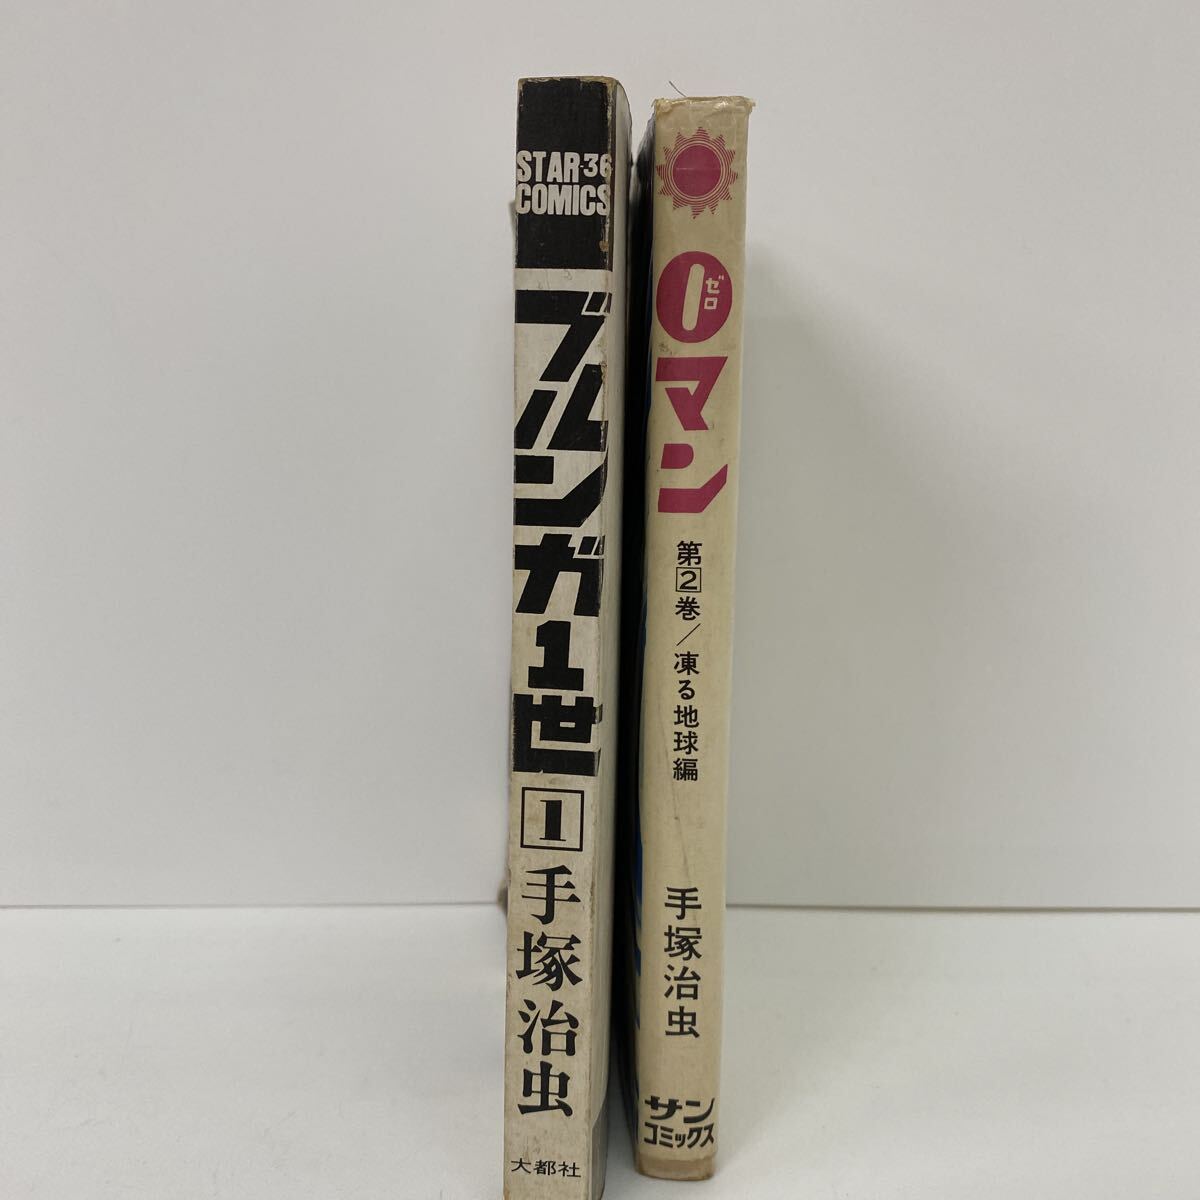 STAR-36
COMICS
ブルンガ1世
1
手塚治虫
大都社
0マン
ゼロ
第2巻／凍る地球編
手塚治虫
サン
コミックス